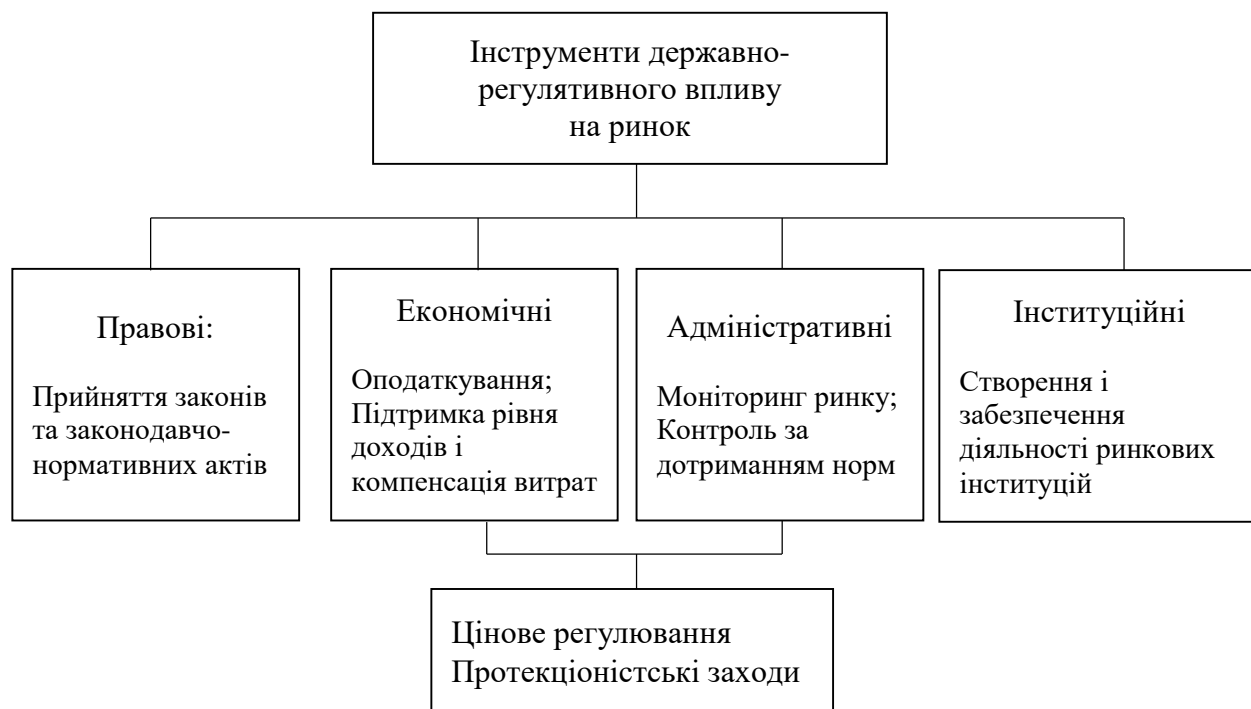 Інструменти державно-
регулятивного впливу
на ринок
Правові:
Прийняття законів
та законодавчо-
нормативних актів
Економічні
Оподаткування;
Підтримка рівня
доходів і
компенсація витрат
Адміністративні
Моніторинг ринку;
Контроль за
дотриманням норм
Інституційні
Створення і
забезпечення
діяльності ринкових
інституцій
Цінове регулювання
Протекціоністські заходи